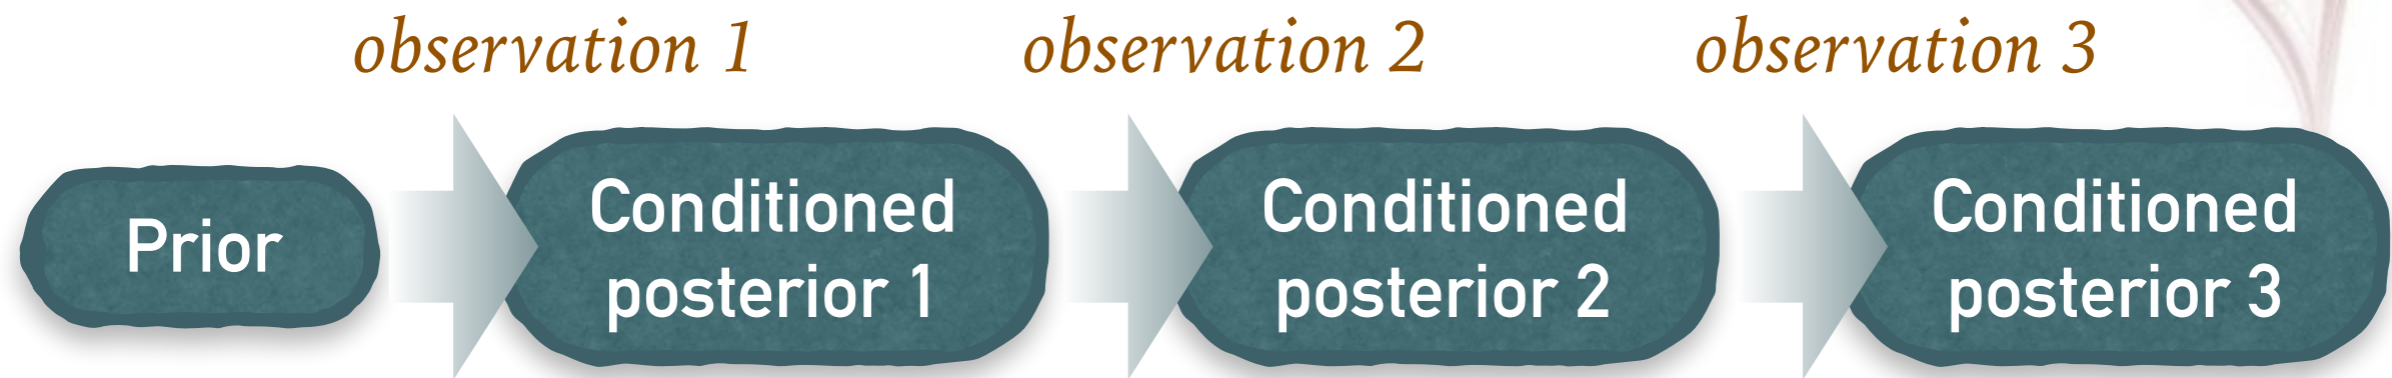 observation 1
observation 2
observation 3
Prior
Conditioned
posterior 1
Conditioned
posterior 2
Conditioned
posterior 3